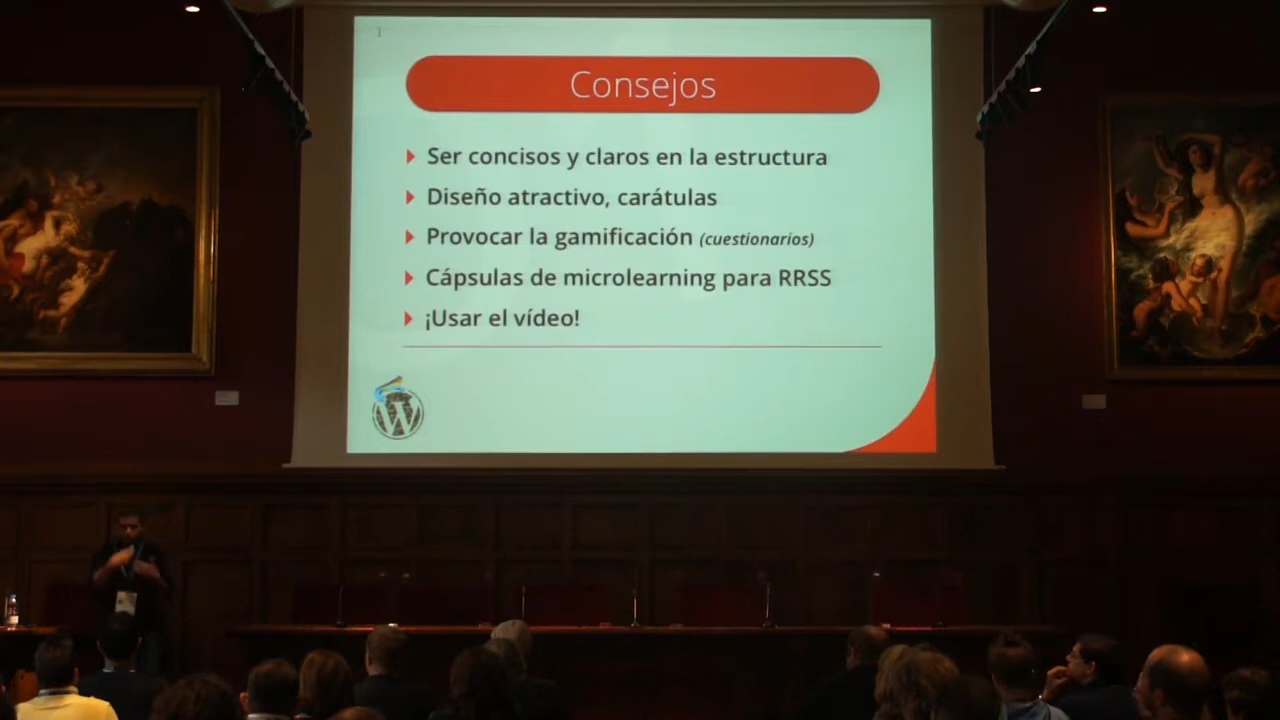 1
Consejos
Ser concisos y claros en la estructura
Diseño atractivo, carátulas
Provocar la gamificación (cuestionarios)
Cápsulas de microlearning para RRSS
¡Usar el vídeo!
W